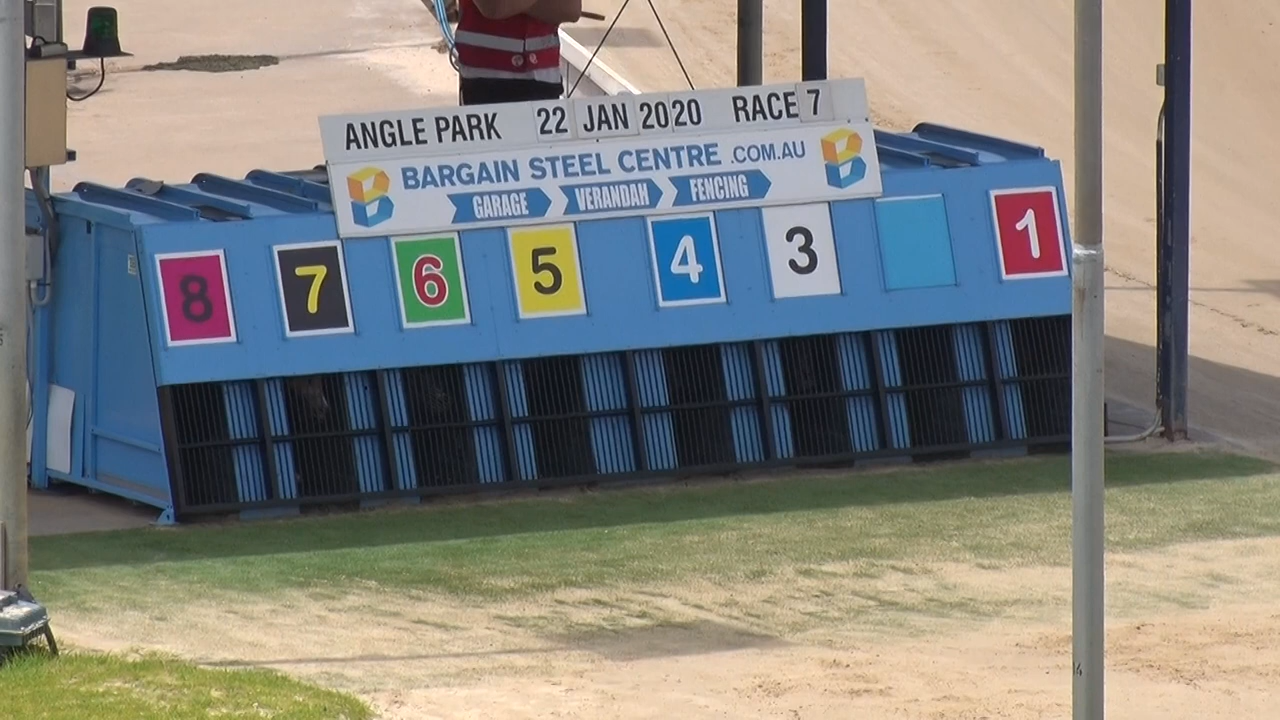 ANGLE PARK 22 JAN 2020 RACE 7
BARGAIN STEEL CENTRE .COM.AU
GARAGE VERANDAH FENCING
8 7 6 5 4 3 1